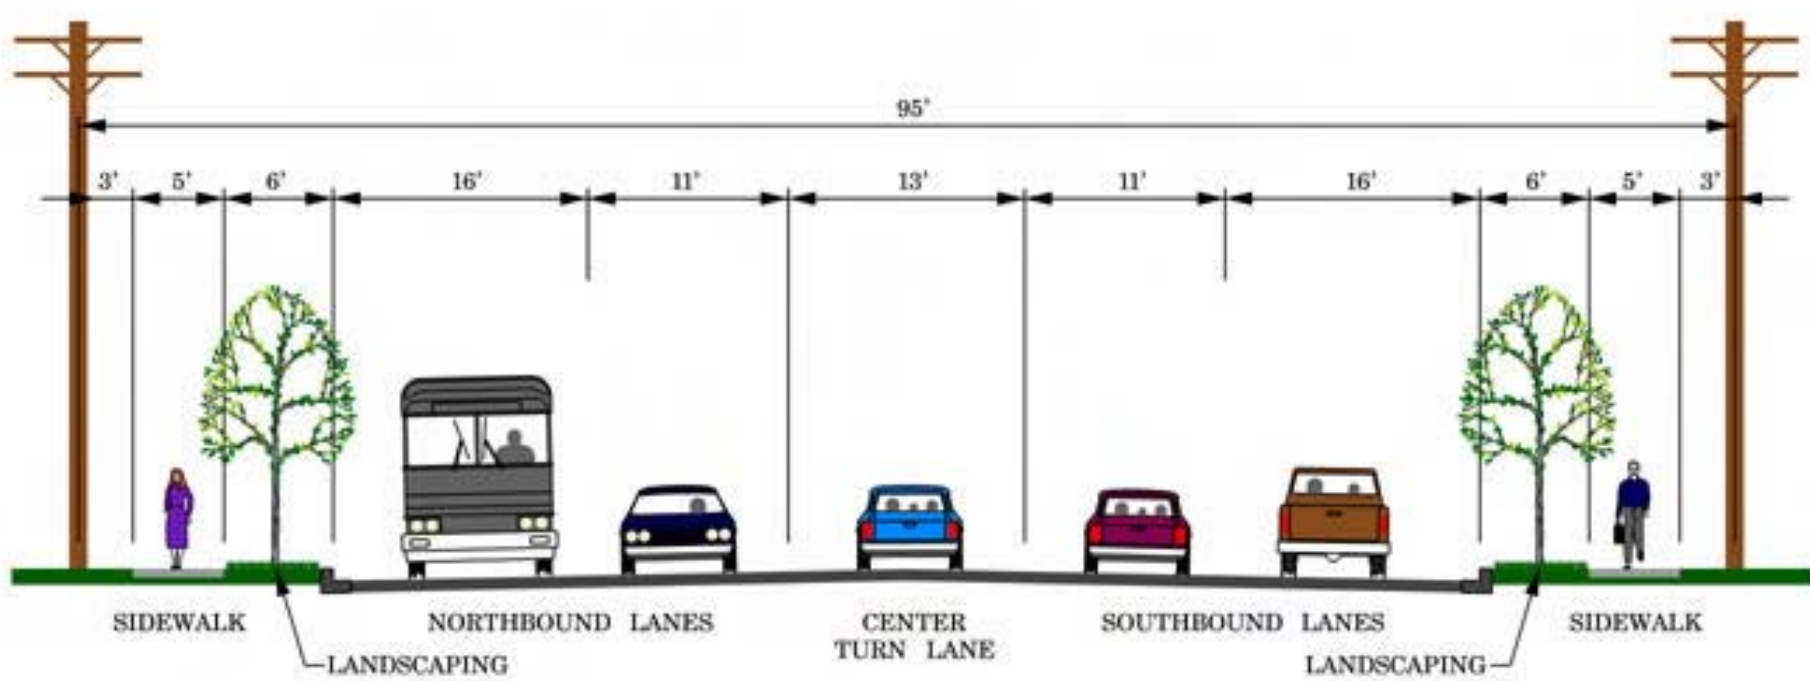 95'
3' 5' 6' 16' 11' 13' 11' 16' 6' 5' 3'
SIDEWALK NORTHBOUND LANES CENTER SOUTHBOUND LANES SIDEWALK
TURN LANE
LANDSCAPING LANDSCAPING